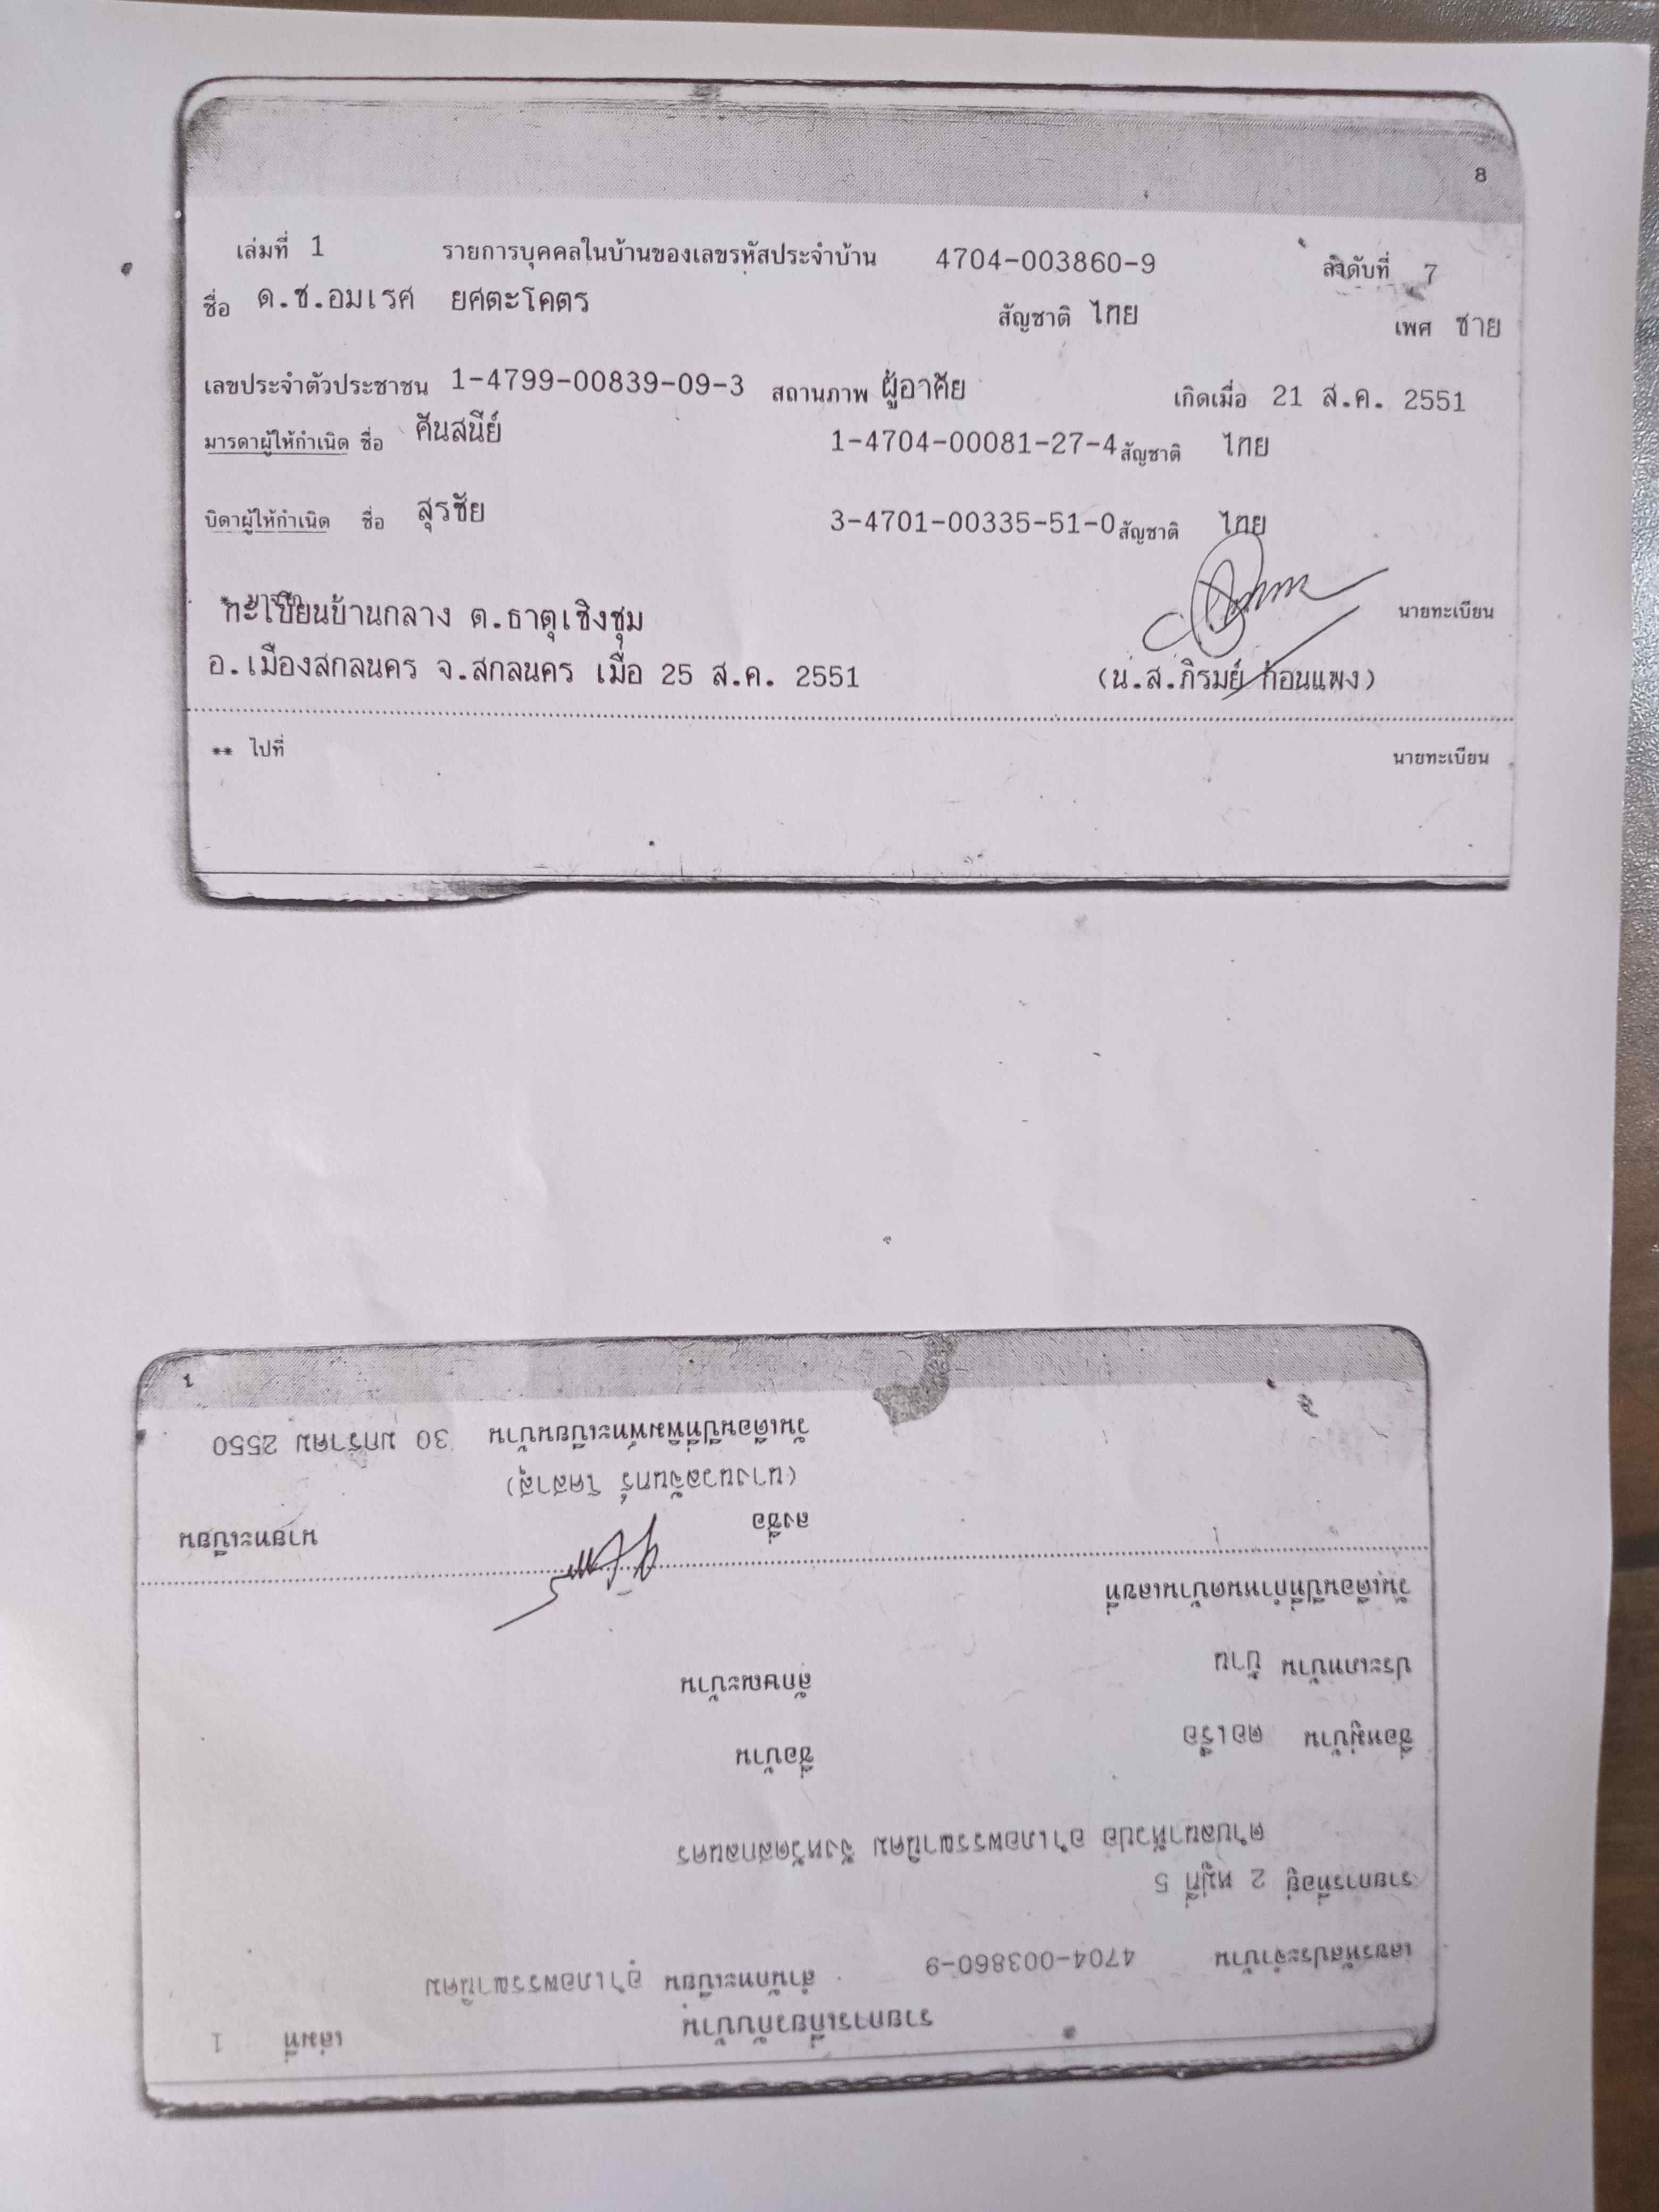 8
เล่มที่ 1 รายการบุคคลในบ้านของเลขรหัสประจำบ้าน 4704-003860-9 ลำดับที่ 7
ชื่อ ด.ช.อมเรศ ยศตะโคตร สัญชาติ ไทย เพศ ชาย
เลขประจำตัวประชาชน 1-4799-00839-09-3 สถานภาพ ผู้อาศัย เกิดเมื่อ 21 ส.ค. 2551
มารดาผู้ให้กำเนิด ชื่อ ศันสนีย์ 1-4704-00081-27-4 สัญชาติ ไทย
บิดาผู้ให้กำเนิด ชื่อ สุรชัย 3-4701-00335-51-0 สัญชาติ ไทย
ทะเบียนบ้านกลาง ต.ธาตุเชิงชุม นายทะเบียน
อ.เมืองสกลนคร จ.สกลนคร เมื่อ 25 ส.ค. 2551 (น.ส.ภิรมย์ ก้อนแพง)
** ไปที่ นายทะเบียน
เล่มที่ 1
รายการเกี่ยวกับบ้าน
เลขรหัสประจำบ้าน 4704-003860-9 สำนักทะเบียน อำเภอพรรณานิคม
รายการที่อยู่ 2 หมู่ที่ 5
ตำบลนาหัวบ่อ อำเภอพรรณานิคม จังหวัดสกลนคร
ชื่อหมู่บ้าน ดอเรือ ชื่อบ้าน
ประเภทบ้าน บ้าน ลักษณะบ้าน
วันเดือนปีที่กำหนดบ้านเลขที่
ลงชื่อ นายทะเบียน
(นางนวลจันทร์ โคสาสุ)
วันเดือนปีที่พิมพ์ทะเบียนบ้าน 30 มกราคม 2550
1